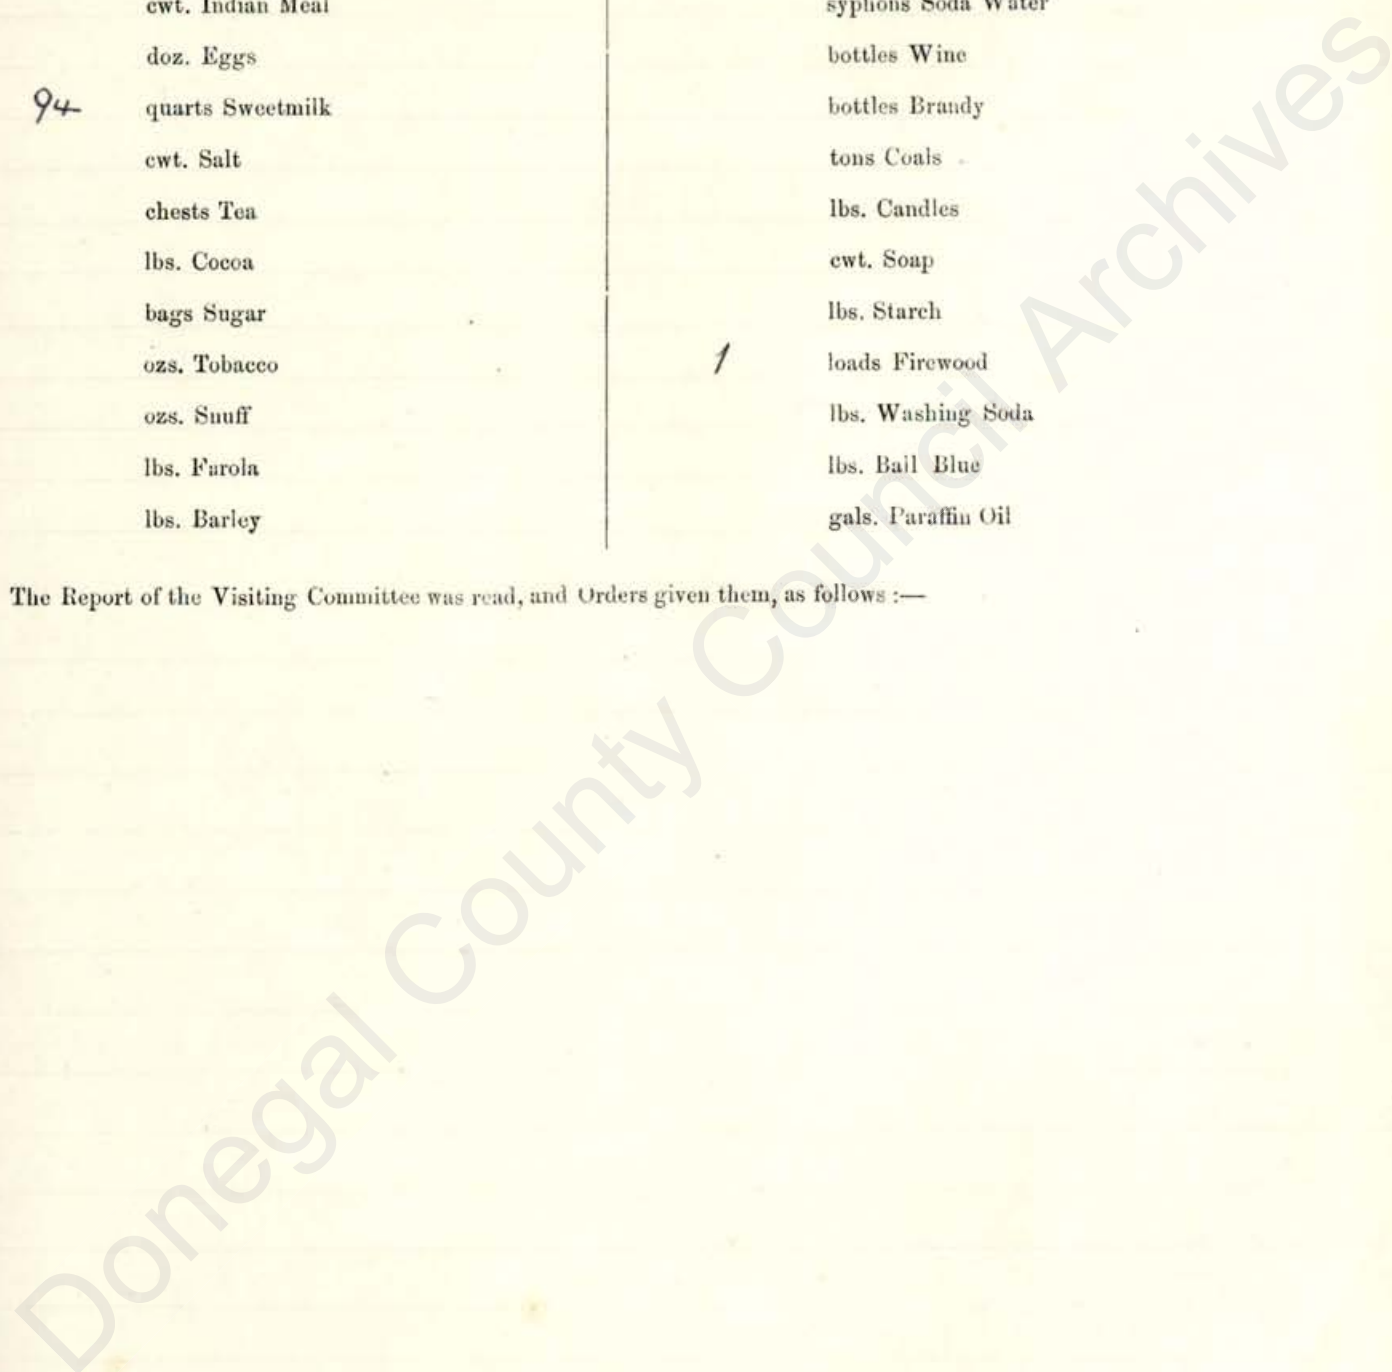 cwt. Indian Meal
doz. Eggs
94 quarts Sweetmilk
cwt. Salt
chests Tea
lbs. Cocoa
bags Sugar
ozs. Tobacco
ozs. Snuff
lbs. Farola
lbs. Barley
syphons Soda Water
bottles Wine
bottles Brandy
tons Coals
lbs. Candles
cwt. Soap
lbs. Starch
1 loads Firewood
lbs. Washing Soda
lbs. Ball Blue
gals. Paraffin Oil
The Report of the Visiting Committee was read, and Orders given them, as follows :—
Donegal County Council Archives